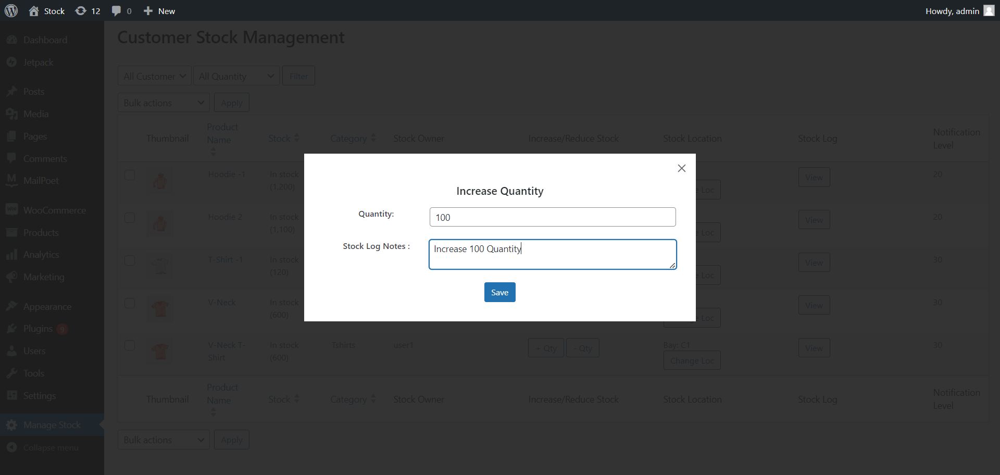 Stock 12 0 New Howdy, admin
Dashboard
Jetpack
Posts
Media
Pages
Comments
MailPoet
WooCommerce
Products
Analytics
Marketing
Appearance
Plugins 9
Users
Tools
Settings
Manage Stock
Collapse menu
Customer Stock Management
All Customer All Quantity Filter
Bulk actions Apply
Thumbnail Product Name Stock Category Stock Owner Increase/Reduce Stock Stock Location Stock Log Notification Level
Hoodie -1 In stock (1,200) Loc View 20
Hoodie 2 In stock (1,100) Loc View 20
T-Shirt -1 In stock (120) Loc View 30
V-Neck In stock (600) Loc View 30
V-Neck T-Shirt In stock (600) Tshirts user1 + Qty - Qty Bay: C1 Change Loc View 30
Thumbnail Product Name Stock Category Stock Owner Increase/Reduce Stock Stock Location Stock Log Notification Level
Bulk actions Apply
Increase Quantity
Quantity: 100
Stock Log Notes : Increase 100 Quantity
Save